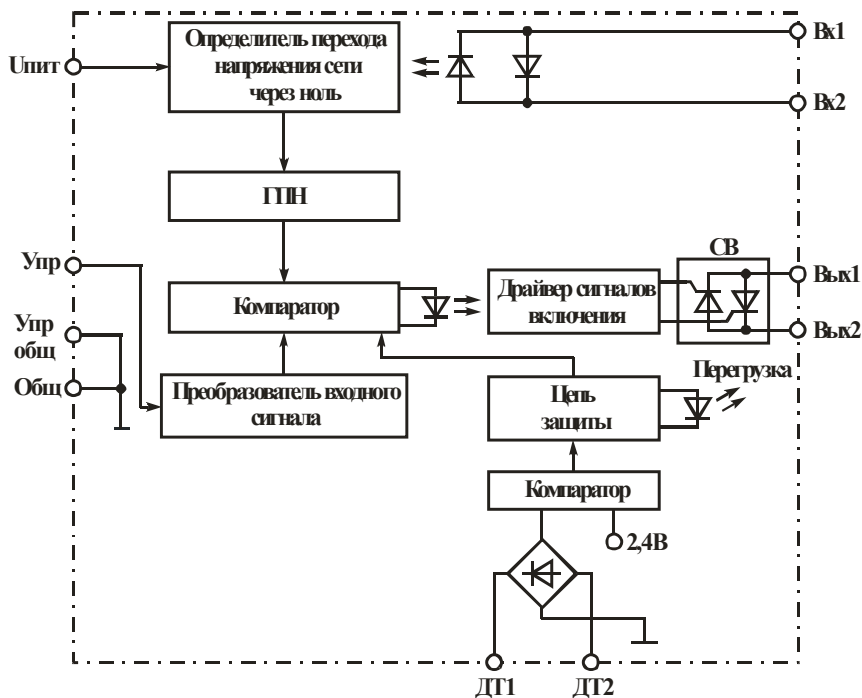 Определитель перехода
напряжения сети
через ноль
Uпит
Вх1
Вх2
ГПН
Упр
Компаратор
Драйвер сигналов
включения
СВ
Вых1
Вых2
Упр
общ
Общ
Преобразователь входного
сигнала
Цепь
защиты
Перегрузка
Компаратор
2,4В
ДТ1
ДТ2